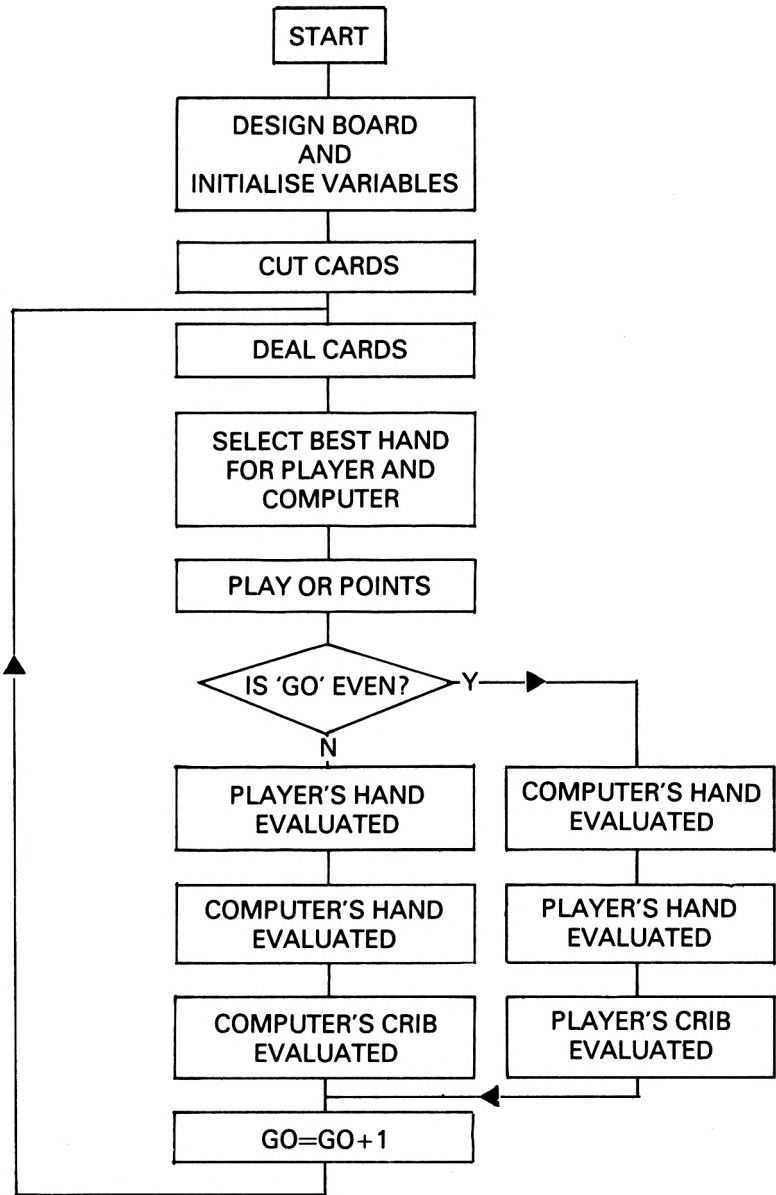 START
DESIGN BOARD
AND
INITIALISE VARIABLES
CUT CARDS
DEAL CARDS
SELECT BEST HAND
FOR PLAYER AND
COMPUTER
PLAY OR POINTS
IS 'GO' EVEN?
Y
N
PLAYER'S HAND
EVALUATED
COMPUTER'S HAND
EVALUATED
COMPUTER'S CRIB
EVALUATED
COMPUTER'S HAND
EVALUATED
PLAYER'S HAND
EVALUATED
PLAYER'S CRIB
EVALUATED
GO=GO+1